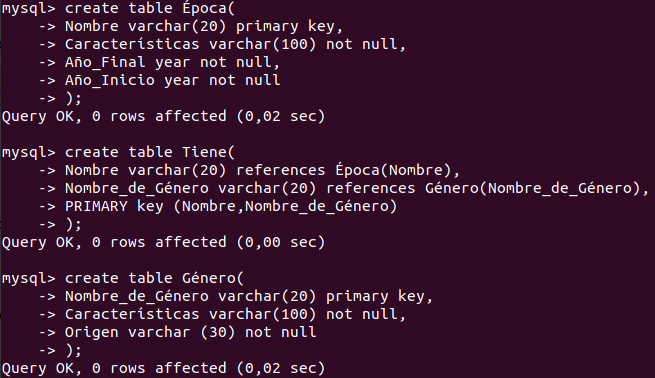 mysql> create table Época(
    -> Nombre varchar(20) primary key,
    -> Características varchar(100) not null,
    -> Año_Final year not null,
    -> Año_Inicio year not null
    -> );
Query OK, 0 rows affected (0,02 sec)
mysql> create table Tiene(
    -> Nombre varchar(20) references Época(Nombre),
    -> Nombre_de_Género varchar(20) references Género(Nombre_de_Género),
    -> PRIMARY key (Nombre,Nombre_de_Género)
    -> );
Query OK, 0 rows affected (0,00 sec)
mysql> create table Género(
    -> Nombre_de_Género varchar(20) primary key,
    -> Características varchar(100) not null,
    -> Origen varchar (30) not null
    -> );
Query OK, 0 rows affected (0,02 sec)